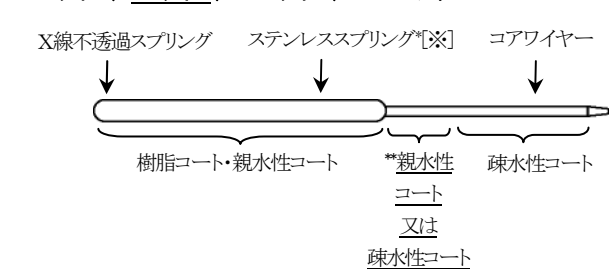 X線不透過スプリング ステンレススプリング*[※] コアワイヤー
樹脂コート・親水性コート **親水性 疎水性コート
コート
又は
疎水性コート